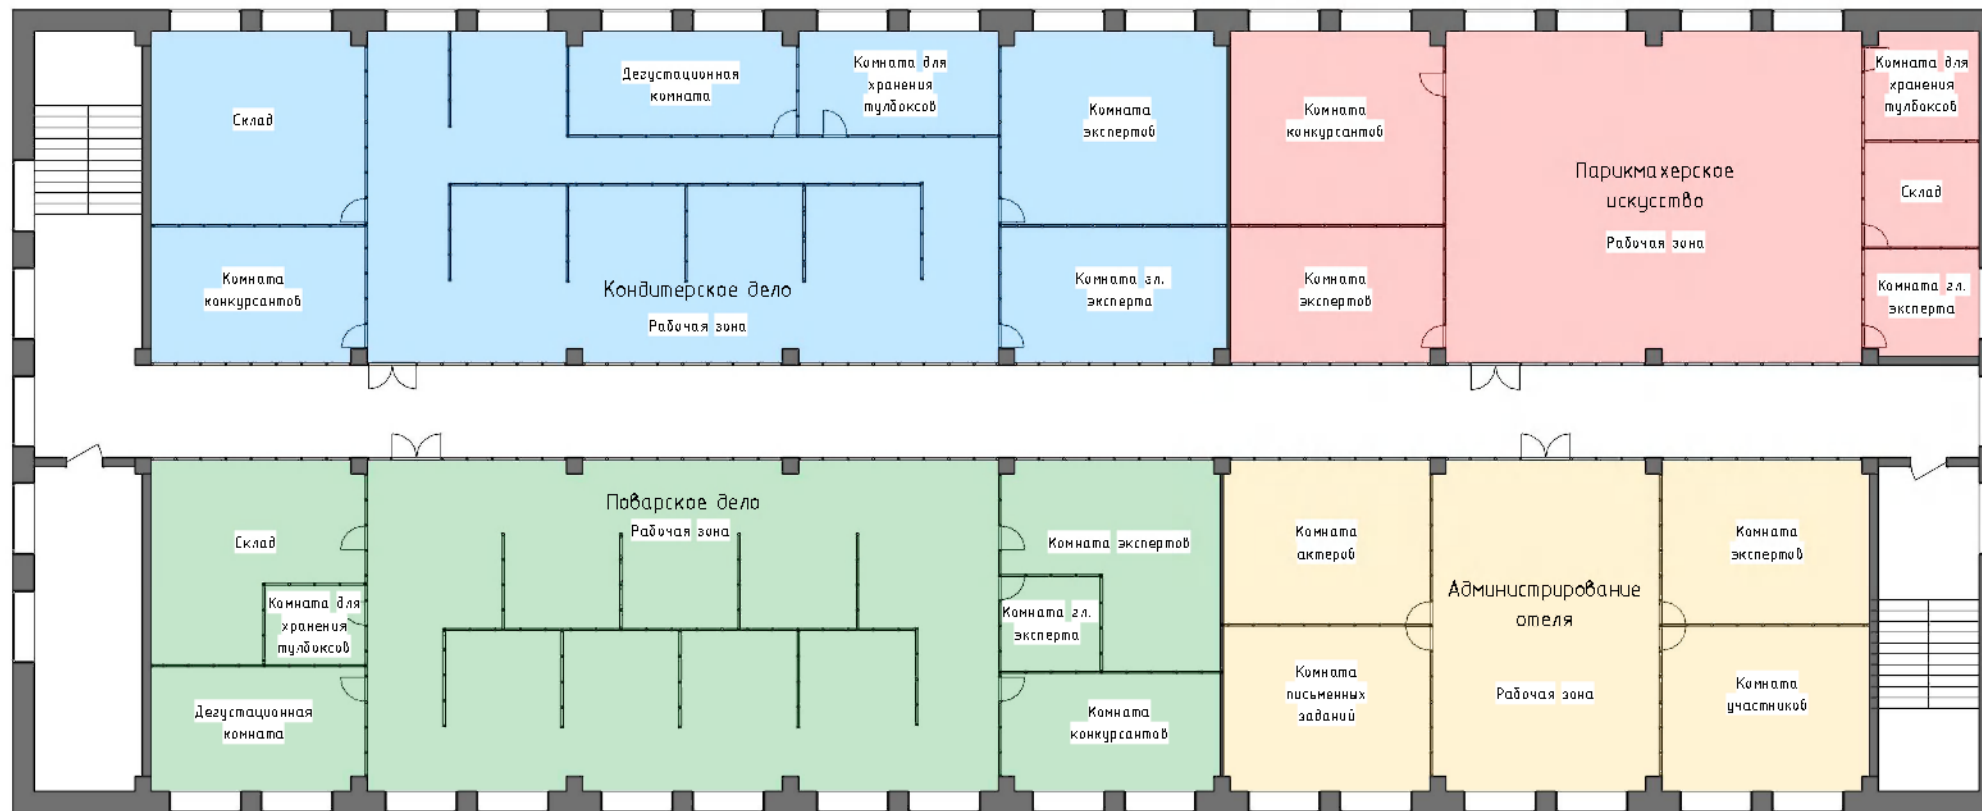 Склад
Дегустационная
комната
Комната для
хранения
тулбоксов
Комната
экспертов
Комната
конкурсантов
Кондитерское дело
Рабочая зона
Комната гл.
эксперта
Комната
конкурсантов
Комната
экспертов
Парикмахерское
искусство
Рабочая зона
Комната для
хранения
тулбоксов
Склад
Комната гл.
эксперта
Склад
Комната для
хранения
тулбоксов
Дегустационная
комната
Поварское дело
Рабочая зона
Комната экспертов
Комната гл.
эксперта
Комната
конкурсантов
Комната
актеров
Комната
письменных
заданий
Администрирование
отеля
Рабочая зона
Комната
экспертов
Комната
участников